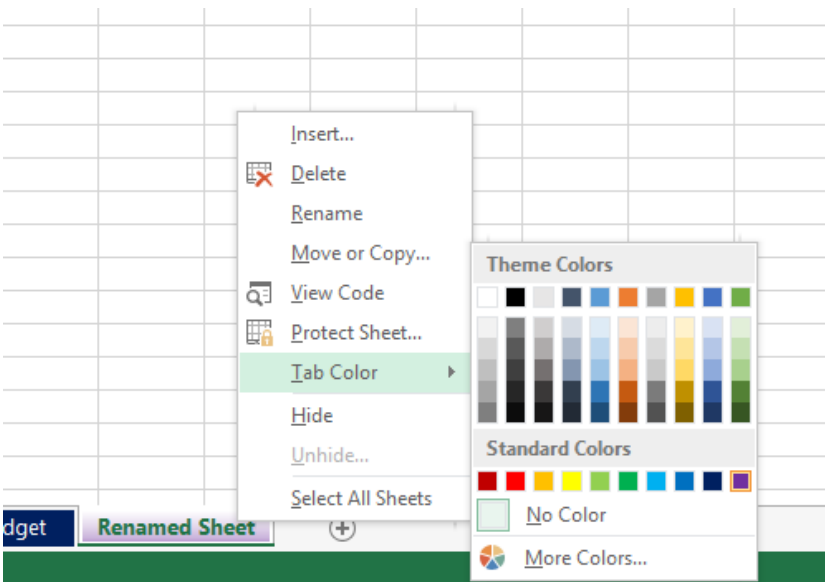 Insert...
Delete
Rename
Move or Copy...
View Code
Protect Sheet...
Tab Color
Hide
Unhide...
Select All Sheets
Theme Colors
Standard Colors
No Color
More Colors...
dget
Renamed Sheet